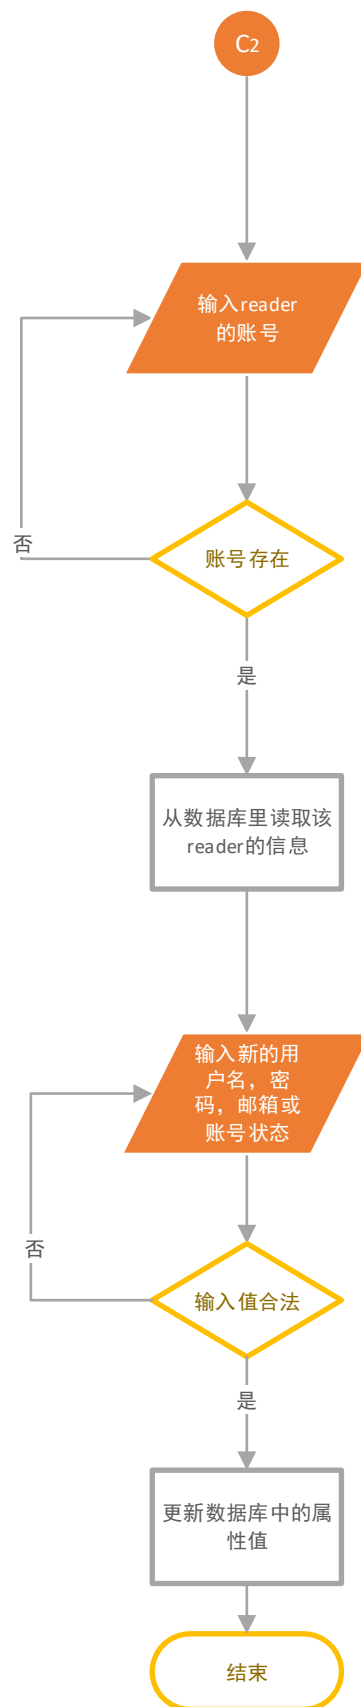 C2
输入reader
的账号
否
账号存在
是
从数据库里读取该
reader的信息
输入新的用
户名，密
码，邮箱或
账号状态
否
输入值合法
是
更新数据库中的属
性值
结束